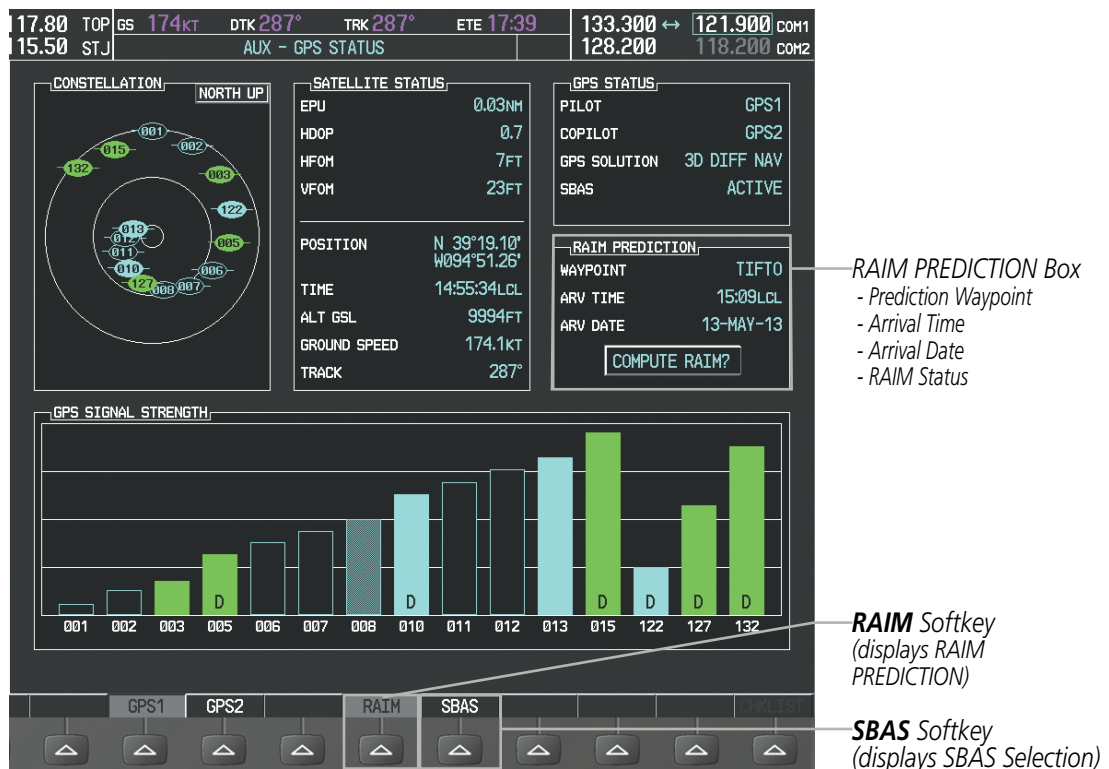 17.80 TOP GS 174KT DTK 287° TRK 287° ETE 17:39 133.300 ↔ 121.900 COM1
15.50 STJ AUX - GPS STATUS 128.200 118.200 COM2
CONSTELLATION
NORTH UP
001
002
015
132
003
122
013
012
005
011
010
006
127
008
007
SATELLITE STATUS
EPU 0.03NM
HDOP 0.7
HFOM 7FT
VFOM 23FT
POSITION N 39°19.10'
W094°51.26'
TIME 14:55:34LCL
ALT GSL 9994FT
GROUND SPEED 174.1KT
TRACK 287°
GPS STATUS
PILOT GPS1
COPILOT GPS2
GPS SOLUTION 3D DIFF NAV
SBAS ACTIVE
RAIM PREDICTION
WAYPOINT TIFTO
ARV TIME 15:09LCL
ARV DATE 13-MAY-13
COMPUTE RAIM?
RAIM PREDICTION Box
- Prediction Waypoint
- Arrival Time
- Arrival Date
- RAIM Status
GPS SIGNAL STRENGTH
D D D D D D
001 002 003 005 006 007 008 010 011 012 013 015 122 127 132
RAIM Softkey
(displays RAIM
PREDICTION)
GPS1 GPS2 RAIM SBAS CHKLIST
SBAS Softkey
(displays SBAS Selection)